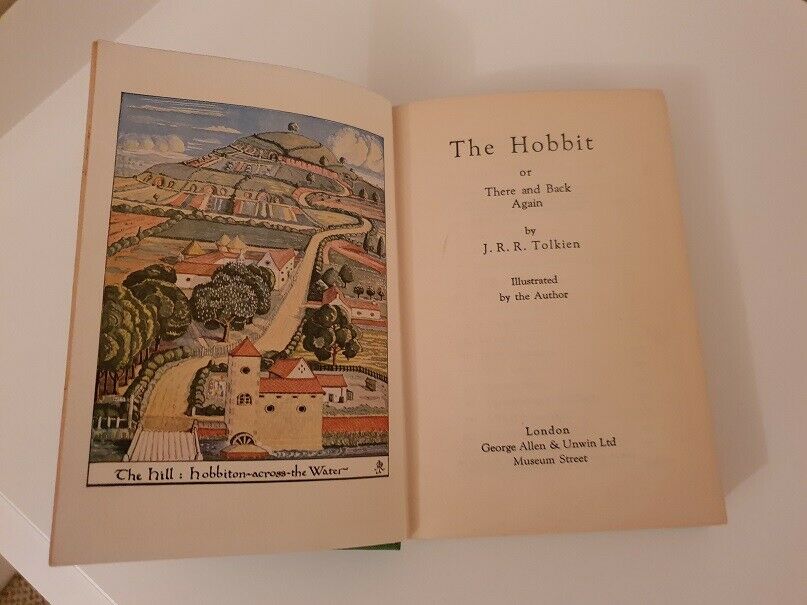 The Hill : Hobbiton-across-the Water
The Hobbit
or
There and Back
Again
by
J. R. R. Tolkien
Illustrated
by the Author
London
George Allen & Unwin Ltd
Museum Street